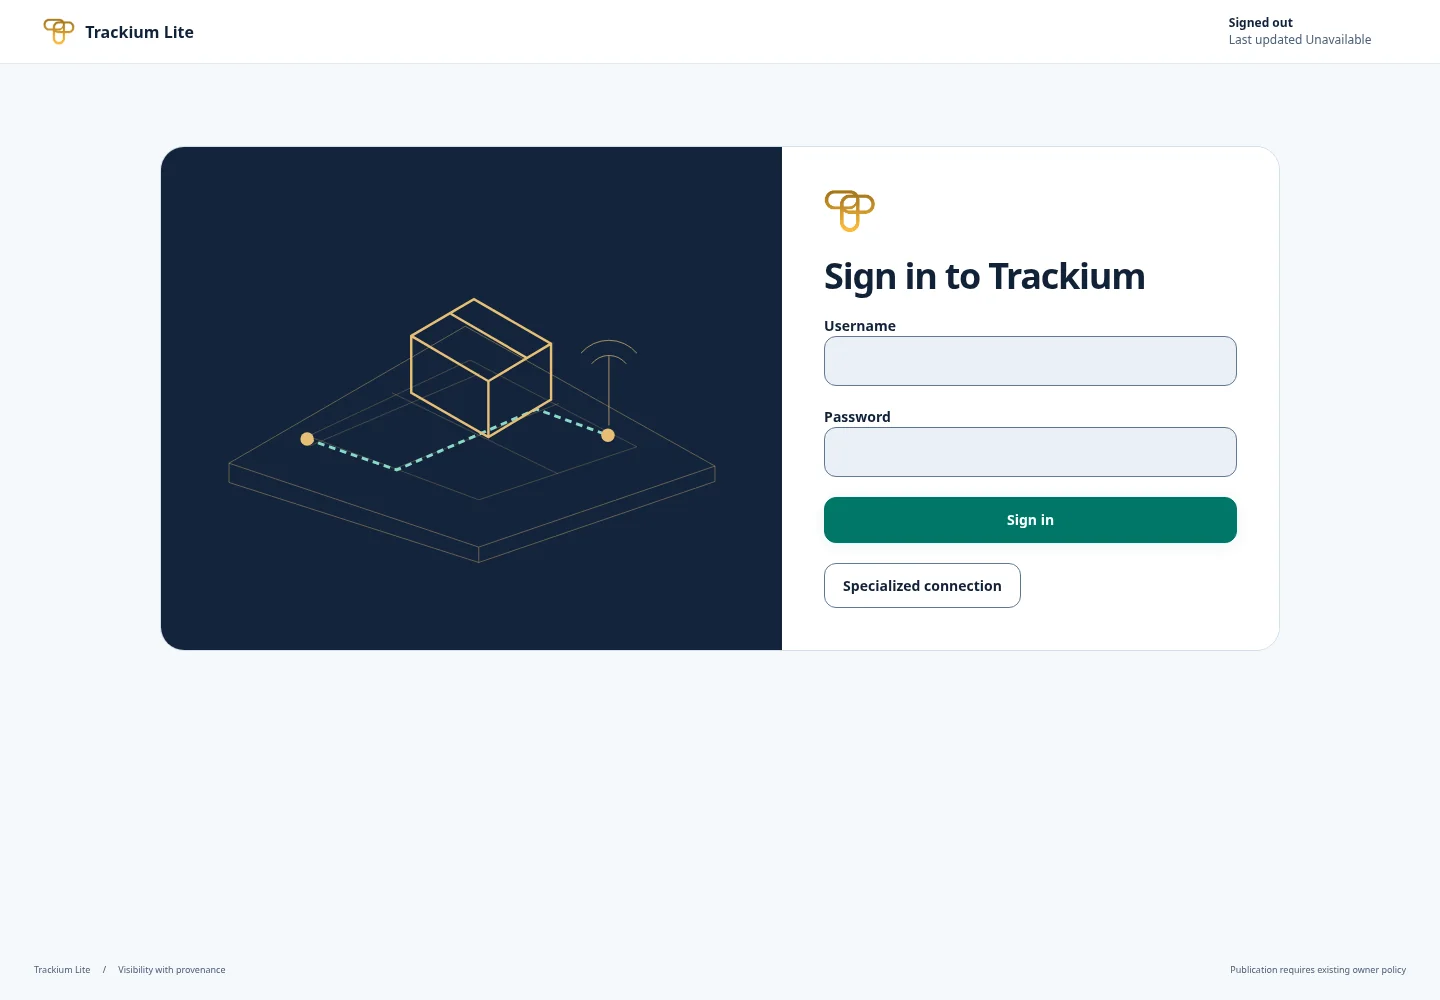 Trackium Lite
Signed out
Last updated Unavailable
Sign in to Trackium
Username
Password
Sign in
Specialized connection
Trackium Lite / Visibility with provenance
Publication requires existing owner policy